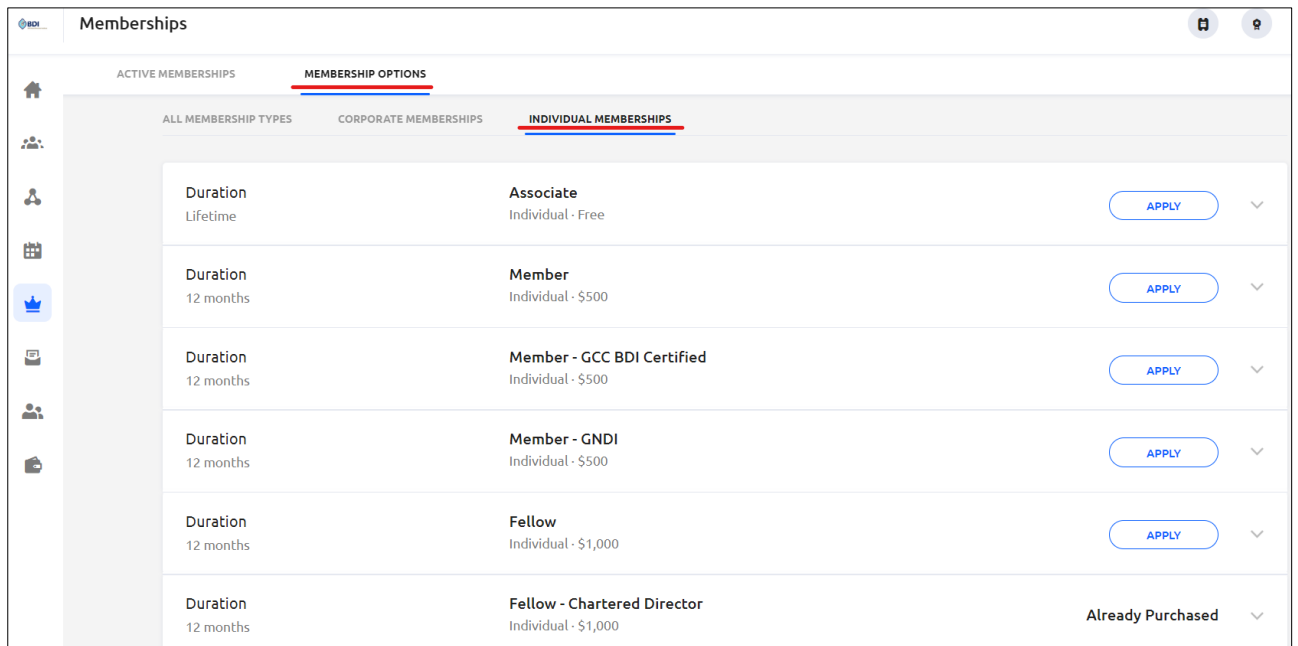 BDI
Memberships
ACTIVE MEMBERSHIPS
MEMBERSHIP OPTIONS
ALL MEMBERSHIP TYPES
CORPORATE MEMBERSHIPS
INDIVIDUAL MEMBERSHIPS
Duration
Lifetime
Associate
Individual · Free
APPLY
Duration
12 months
Member
Individual · $500
APPLY
Duration
12 months
Member - GCC BDI Certified
Individual · $500
APPLY
Duration
12 months
Member - GNDI
Individual · $500
APPLY
Duration
12 months
Fellow
Individual · $1,000
APPLY
Duration
12 months
Fellow - Chartered Director
Individual · $1,000
Already Purchased